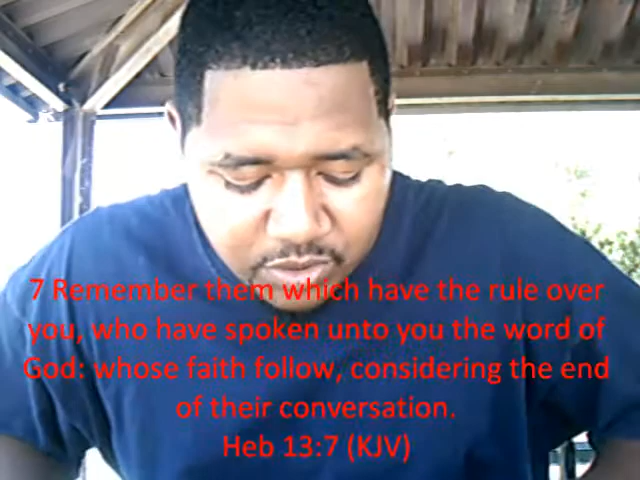 7 Remember them which have the rule over
you, who have spoken unto you the word of
God: whose faith follow, considering the end
of their conversation.
Heb 13:7 (KJV)